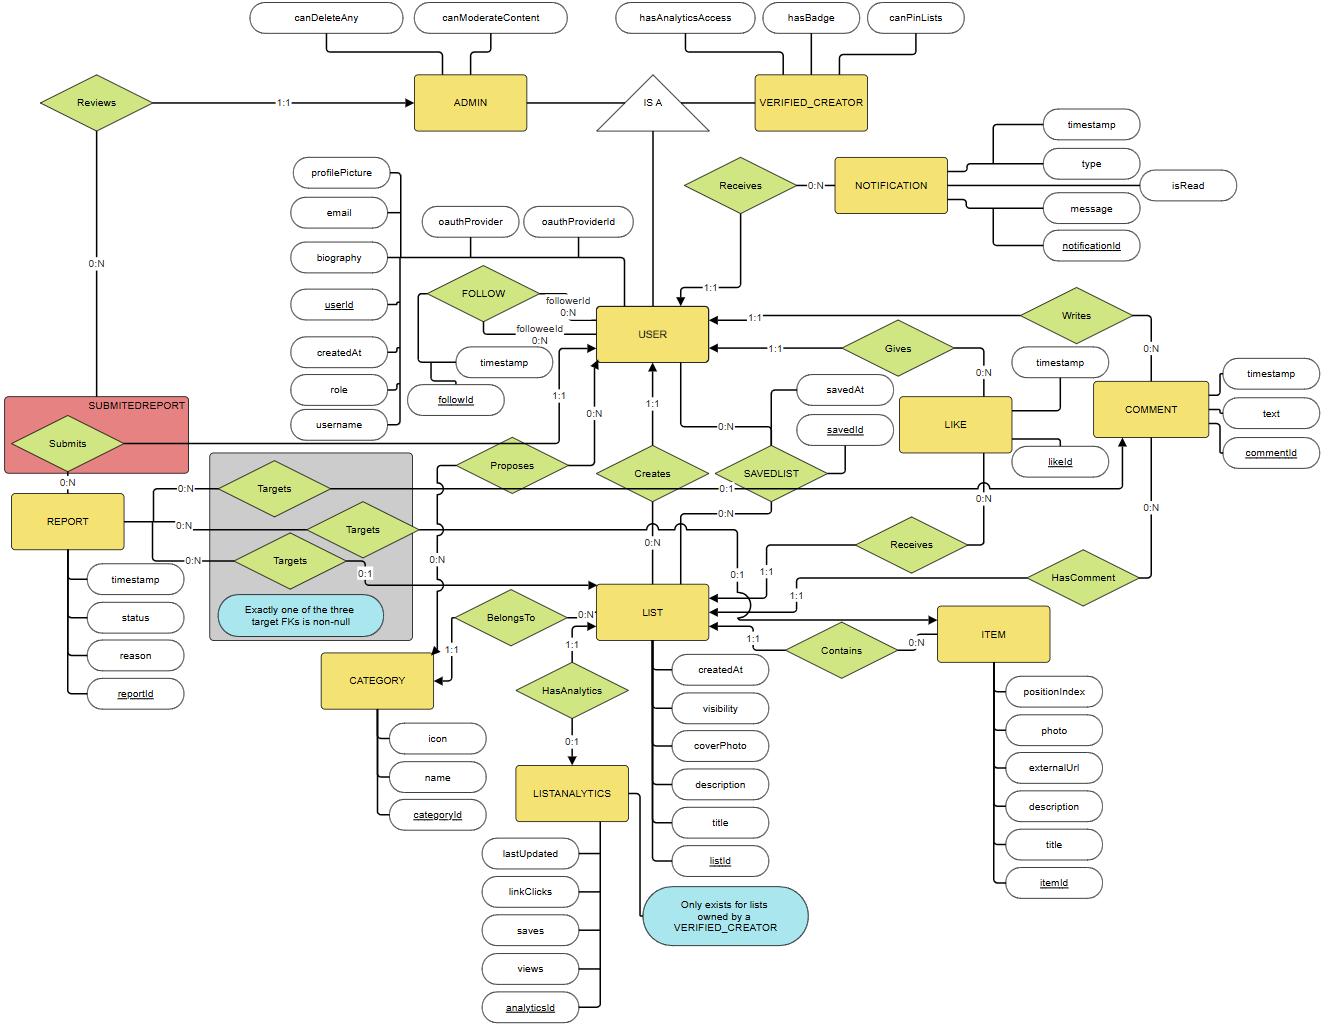 canDeleteAny
canModerateContent
hasAnalyticsAccess
hasBadge
canPinLists
Reviews
1:1
ADMIN
IS A
VERIFIED_CREATOR
timestamp
type
isRead
message
notificationId
profilePicture
email
biography
userId
createdAt
role
username
oauthProvider
oauthProviderId
Receives
0:N
NOTIFICATION
0:N
1:1
FOLLOW
followerId
0:N
followeeId
0:N
timestamp
followId
USER
1:1
Writes
1:1
Gives
0:N
0:N
timestamp
LIKE
likeId
COMMENT
timestamp
text
commentId
SUBMITEDREPORT
Submits
1:1
0:N
1:1
0:N
savedAt
savedId
SAVEDLIST
0:N
Proposes
Creates
0:N
REPORT
0:N
Targets
0:1
0:N
Targets
0:1
0:N
Targets
0:1
Exactly one of the three
target FKs is non-null
timestamp
status
reason
reportId
0:N
0:N
0:N
Receives
1:1
0:N
HasComment
1:1
BelongsTo
0:N
1:1
LIST
1:1
Contains
0:N
ITEM
CATEGORY
icon
name
categoryId
1:1
HasAnalytics
0:1
LISTANALYTICS
lastUpdated
linkClicks
saves
views
analyticsId
createdAt
visibility
coverPhoto
description
title
listId
Only exists for lists
owned by a
VERIFIED_CREATOR
positionIndex
photo
externalUrl
description
title
itemId